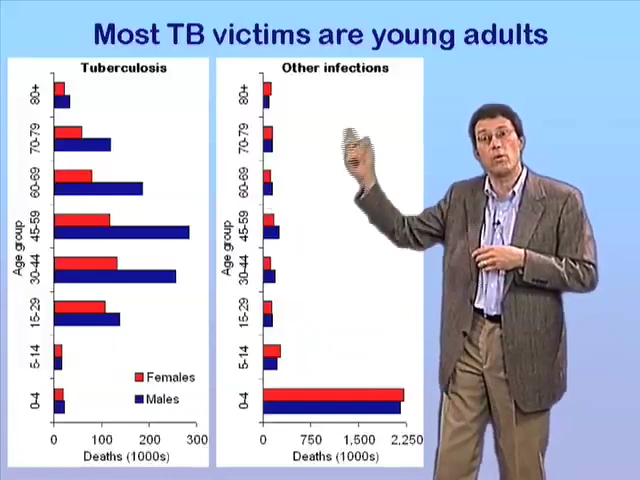 Most TB victims are young adults
Tuberculosis
Age group
80+
70-79
60-69
45-59
30-44
15-29
5-14
0-4
Females
Males
0 100 200 300
Deaths (1000s)
Other infections
Age group
80+
70-79
60-69
45-59
30-44
15-29
5-14
0-4
0 750 1,500 2,250
Deaths (1000s)